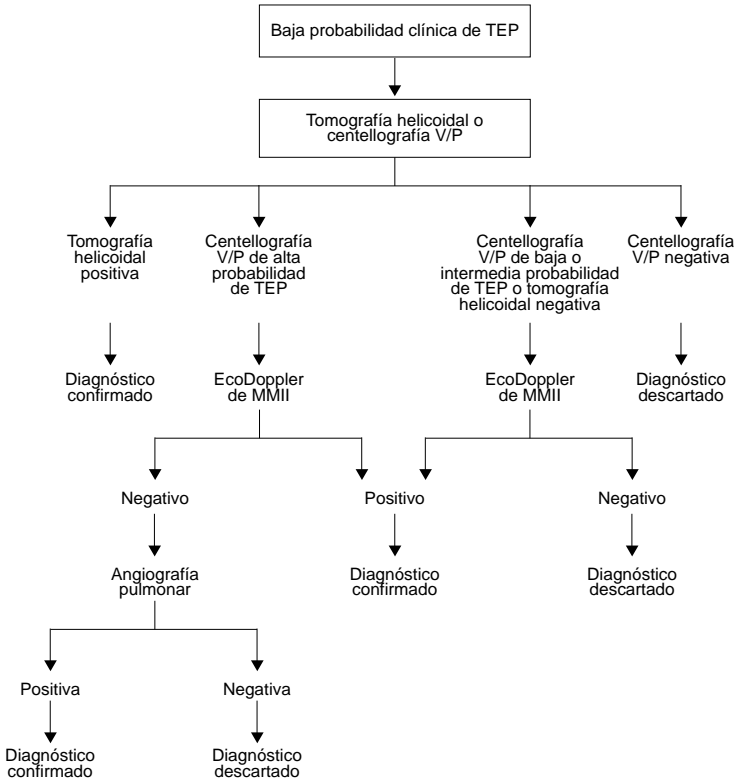 Baja probabilidad clínica de TEP
Tomografía helicoidal o
centellografía V/P
Tomografía
helicoidal
positiva
Centellografía
V/P de alta
probabilidad
de TEP
Centellografía
V/P de baja o
intermedia probabilidad
de TEP o tomografía
helicoidal negativa
Centellografía
V/P negativa
Diagnóstico
confirmado
EcoDoppler
de MMII
EcoDoppler
de MMII
Diagnóstico
descartado
Negativo
Positivo
Negativo
Angiografía
pulmonar
Diagnóstico
confirmado
Diagnóstico
descartado
Positiva
Negativa
Diagnóstico
confirmado
Diagnóstico
descartado